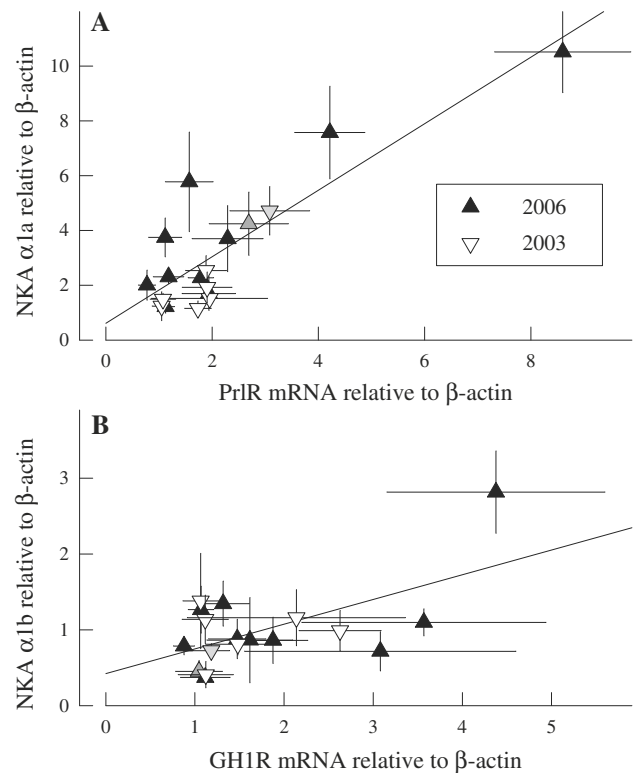 A
NKA α1a relative to β-actin
10
8
6
4
2
0
2006
2003
0 2 4 6 8
PrlR mRNA relative to β-actin
B
NKA α1b relative to β-actin
3
2
1
0
0 1 2 3 4 5
GH1R mRNA relative to β-actin